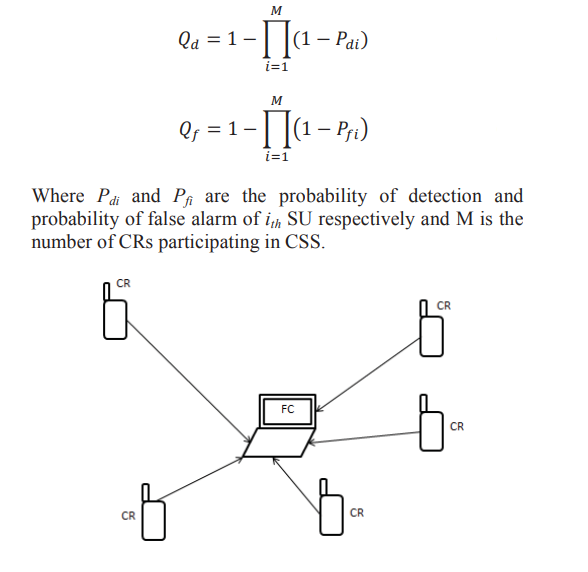 Q_d = 1 − ∏_{i=1}^{M} (1 − P_{di})
Q_f = 1 − ∏_{i=1}^{M} (1 − P_{fi})
Where P_{di} and P_{fi} are the probability of detection and
probability of false alarm of i_{th} SU respectively and M is the
number of CRs participating in CSS.
CR
CR
FC
CR
CR
CR